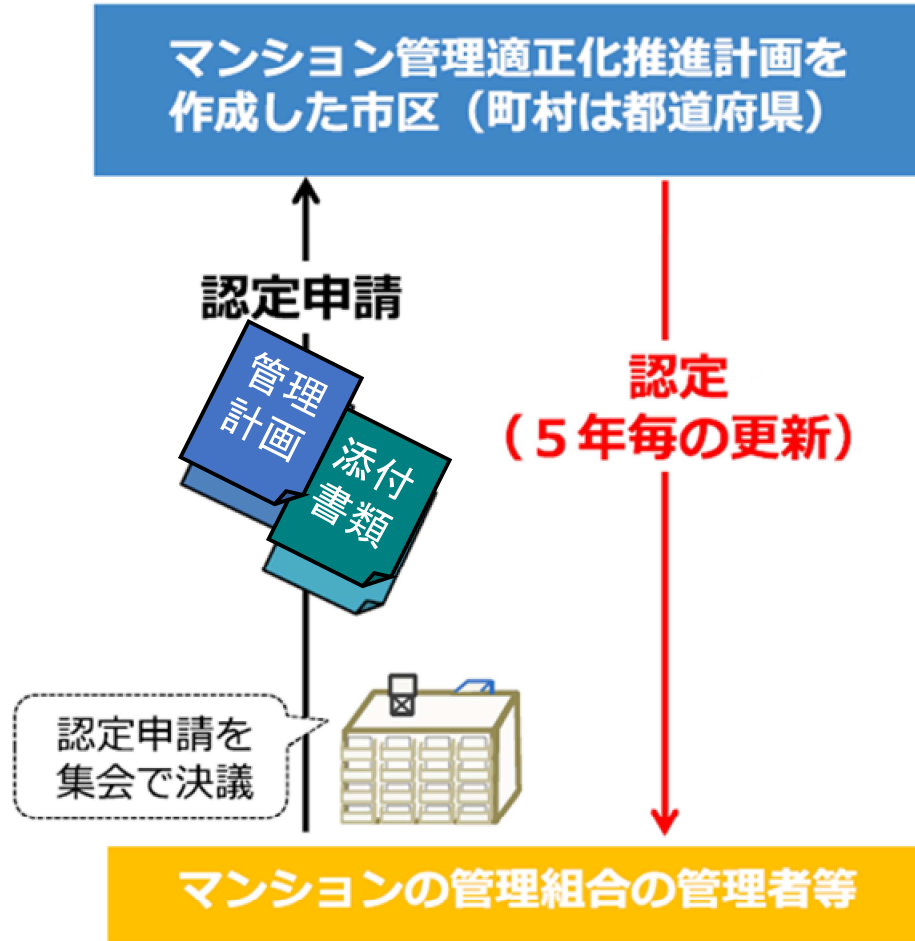 マンション管理適正化推進計画を
作成した市区（町村は都道府県）
認定申請
管理
計画
添付
書類
認定
（５年毎の更新）
認定申請を
集会で決議
マンションの管理組合の管理者等